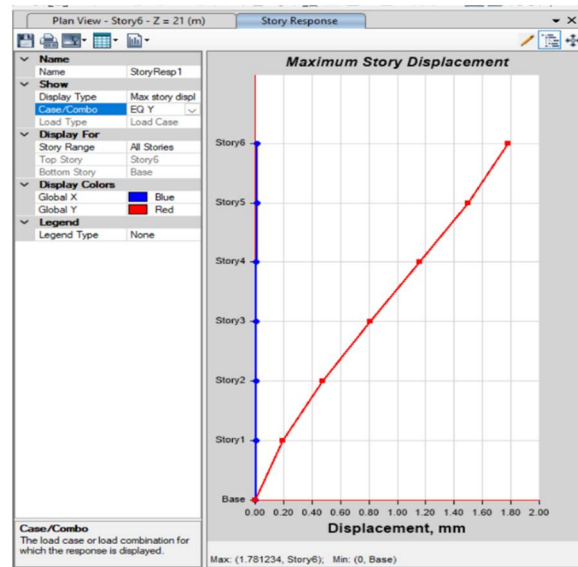 Plan View - Story6 - Z = 21 (m)
Story Response
Name
Name StoryResp1
Show
Display Type Max story displ
Case/Combo EQ Y
Load Type Load Case
Display For
Story Range All Stories
Top Story Story6
Bottom Story Base
Display Colors
Global X Blue
Global Y Red
Legend
Legend Type None
Case/Combo
The load case or load combination for
which the response is displayed.
Maximum Story Displacement
Story6
Story5
Story4
Story3
Story2
Story1
Base
0.00 0.20 0.40 0.60 0.80 1.00 1.20 1.40 1.60 1.80 2.00
Displacement, mm
Max: (1.781234, Story6); Min: (0, Base)